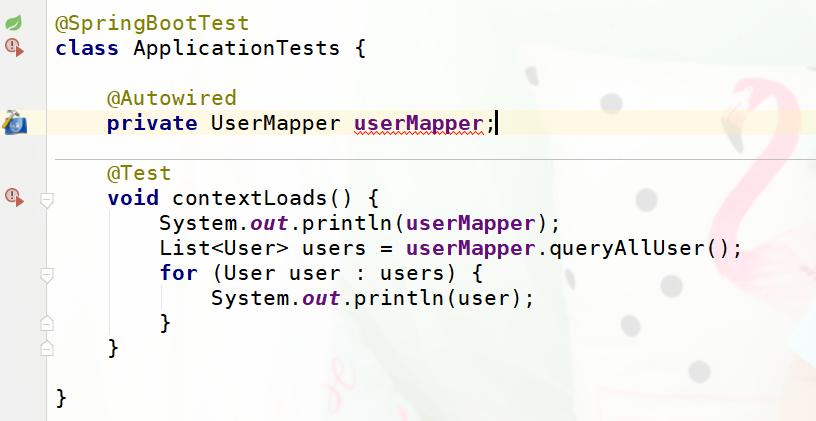 @SpringBootTest
class ApplicationTests {
@Autowired
private UserMapper userMapper;
@Test
void contextLoads() {
System.out.println(userMapper);
List<User> users = userMapper.queryAllUser();
for (User user : users) {
System.out.println(user);
}
}
}